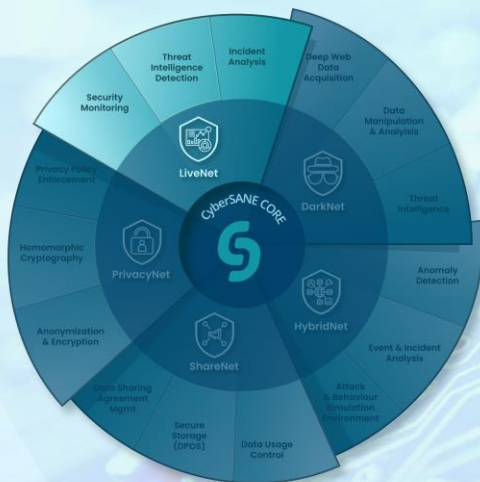 Incident
Analysis
Threat
Intelligence
Detection
Security
Monitoring
LiveNet
Deep Web
Data
Acquisition
Data
Manipulation
& Analyisis
Threat
Intelligence
DarkNet
Anomaly
Detection
Event & Incident
Analysis
Attack
& Behaviour
Simulation
Environment
HybridNet
Data Usage
Control
Secure
Storage
(DPOS)
Data Sharing
Agreement
Mgmt
ShareNet
Anonymization
& Encryption
Homomorphic
Cryptography
Privacy Policy
Enforcement
PrivacyNet
CyberSANE CORE